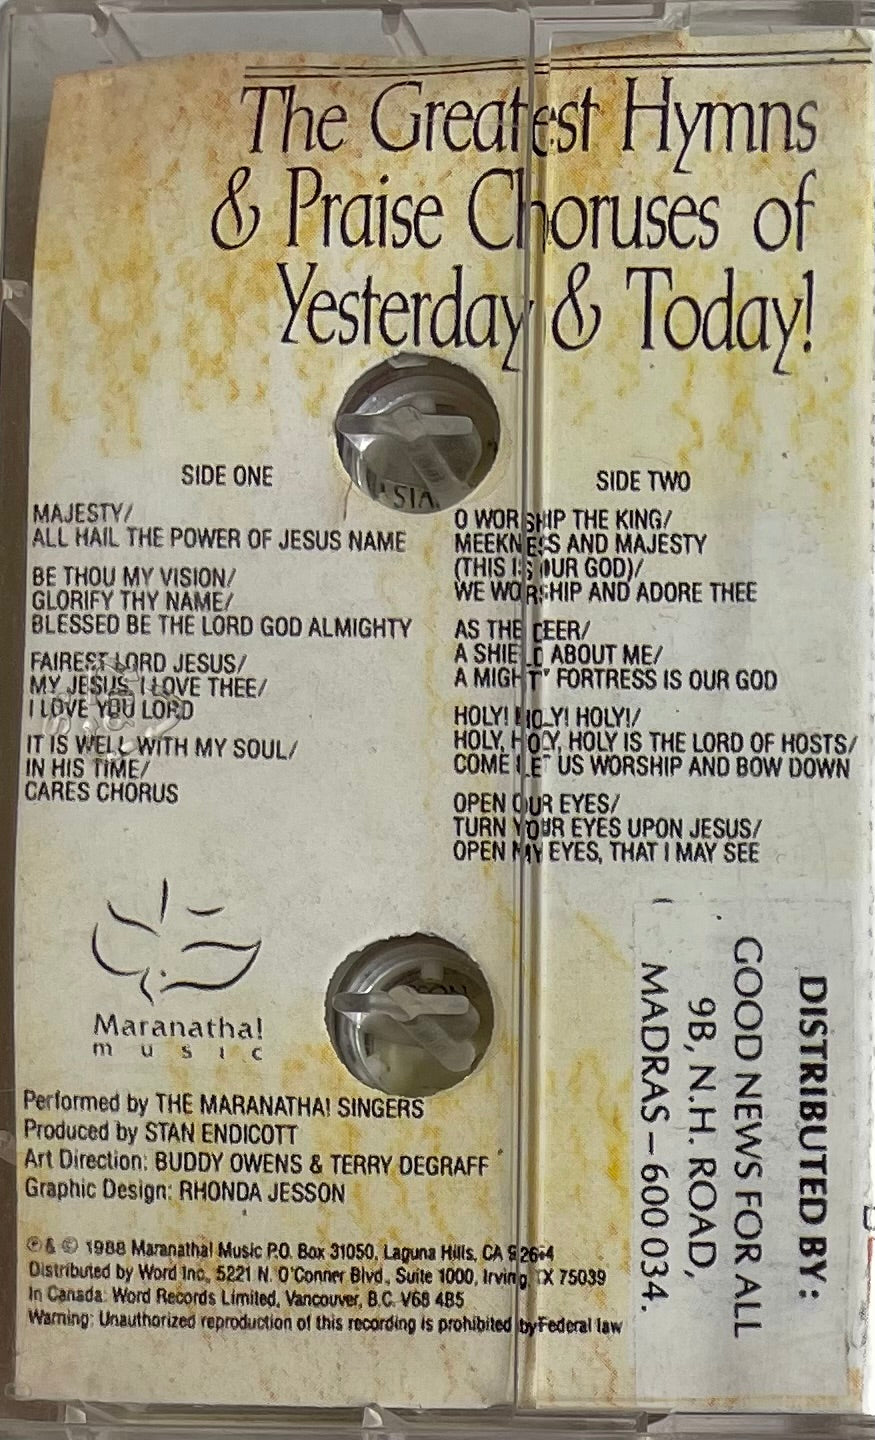 The Greatest Hymns
& Praise Choruses of
Yesterday & Today!
SIDE ONE
MAJESTY/
ALL HAIL THE POWER OF JESUS NAME
BE THOU MY VISION/
GLORIFY THY NAME/
BLESSED BE THE LORD GOD ALMIGHTY
FAIREST LORD JESUS/
MY JESUS, I LOVE THEE/
I LOVE YOU LORD
IT IS WELL WITH MY SOUL/
IN HIS TIME/
CARES CHORUS
SIDE TWO
O WORSHIP THE KING/
MEEKNESS AND MAJESTY
(THIS IS OUR GOD)/
WE WORSHIP AND ADORE THEE
AS THE DEER/
A SHIELD ABOUT ME/
A MIGHTY FORTRESS IS OUR GOD
HOLY! HOLY! HOLY!/
HOLY, HOLY, HOLY IS THE LORD OF HOSTS/
COME LET US WORSHIP AND BOW DOWN
OPEN OUR EYES/
TURN YOUR EYES UPON JESUS/
OPEN MY EYES, THAT I MAY SEE
Maranatha!
music
Performed by THE MARANATHA! SINGERS
Produced by STAN ENDICOTT
Art Direction: BUDDY OWENS & TERRY DEGRAFF
Graphic Design: RHONDA JESSON
℗ & © 1988 Maranatha! Music P.O. Box 31050, Laguna Hills, CA
Distributed by Word Inc., 5221 N. O'Conner Blvd., Suite 1000, Irving, TX 75039
In Canada: Word Records Limited, Vancouver, B.C. V6B 4B5
Warning: Unauthorized reproduction of this recording is prohibited by Federal law
DISTRIBUTED BY:
GOOD NEWS FOR ALL
9B, N.H. ROAD,
MADRAS – 600 034.